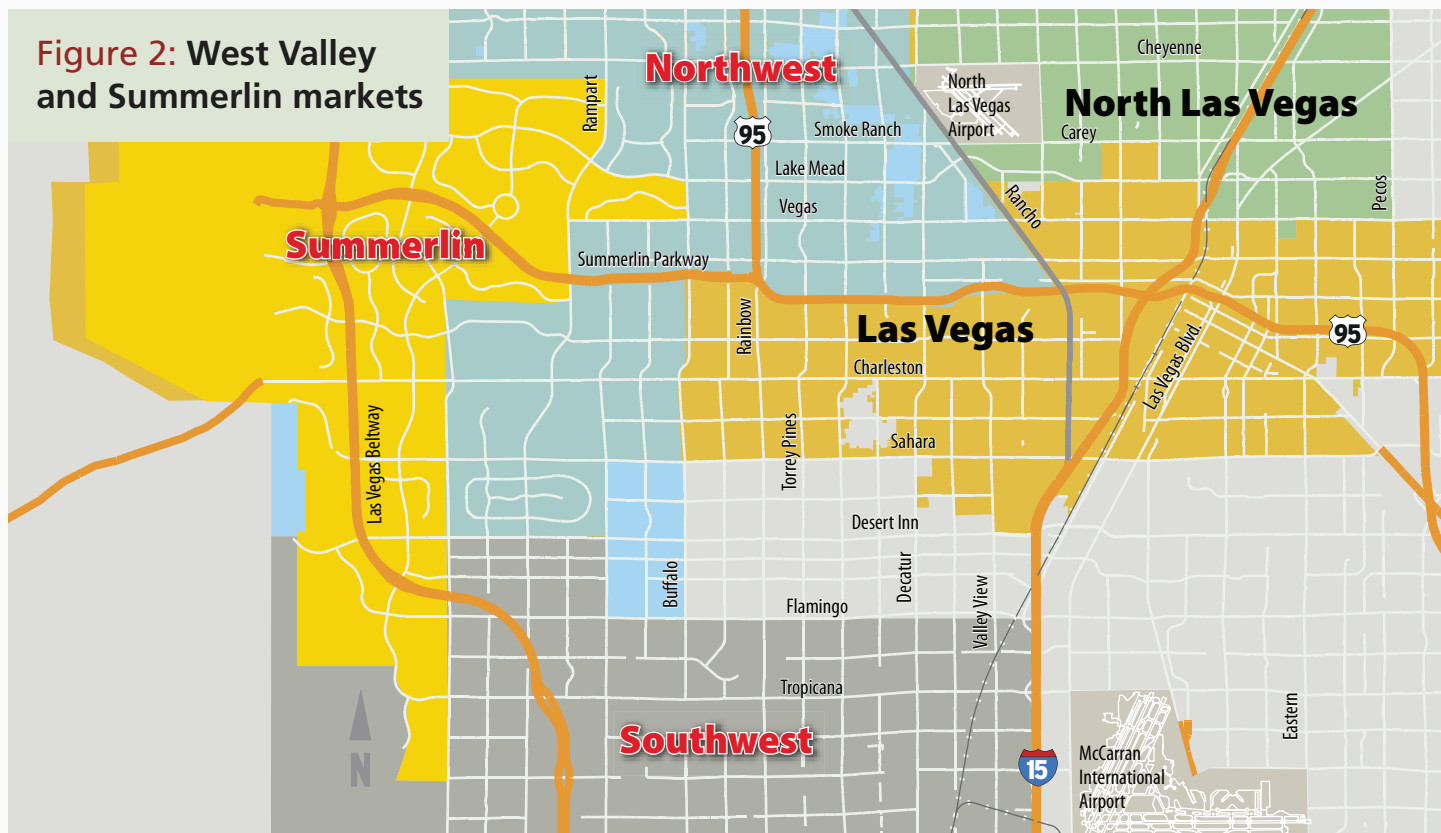 Figure 2: West Valley
and Summerlin markets
Cheyenne
Northwest
Rampart
North
Las Vegas
Airport
North Las Vegas
95
Smoke Ranch
Carey
Lake Mead
Vegas
Rancho
Pecos
Summerlin
Summerlin Parkway
Rainbow
Las Vegas
95
Charleston
Las Vegas Blvd.
Las Vegas Beltway
Torrey Pines
Sahara
Desert Inn
Buffalo
Decatur
Flamingo
Valley View
Tropicana
Eastern
N
Southwest
15
McCarran
International
Airport